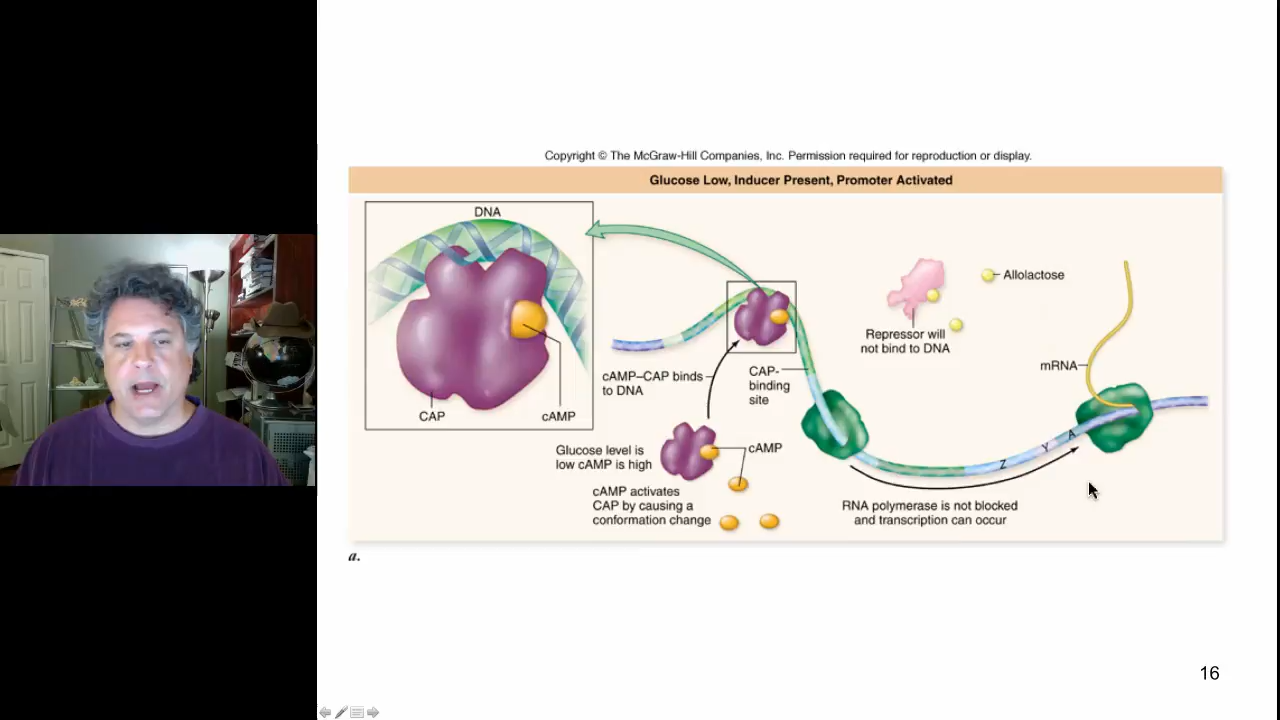 Copyright © The McGraw-Hill Companies, Inc. Permission required for reproduction or display.
Glucose Low, Inducer Present, Promoter Activated
DNA
CAP
cAMP
cAMP–CAP binds
to DNA
CAP-
binding
site
Glucose level is
low cAMP is high
cAMP
cAMP activates
CAP by causing a
conformation change
Allolactose
Repressor will
not bind to DNA
mRNA
Z
Y
A
RNA polymerase is not blocked
and transcription can occur
a.
16